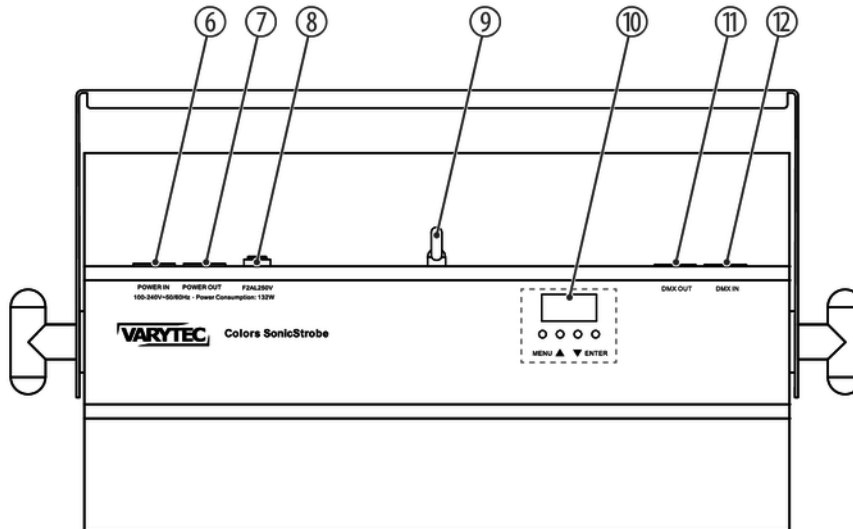 ⑥ ⑦ ⑧ ⑨ ⑩ ⑪ ⑫
POWER IN POWER OUT F2AL250V DMX OUT DMX IN
100-240V~50/60Hz - Power Consumption: 132W
VARYTEC Colors SonicStrobe
MENU ▲ ▼ ENTER